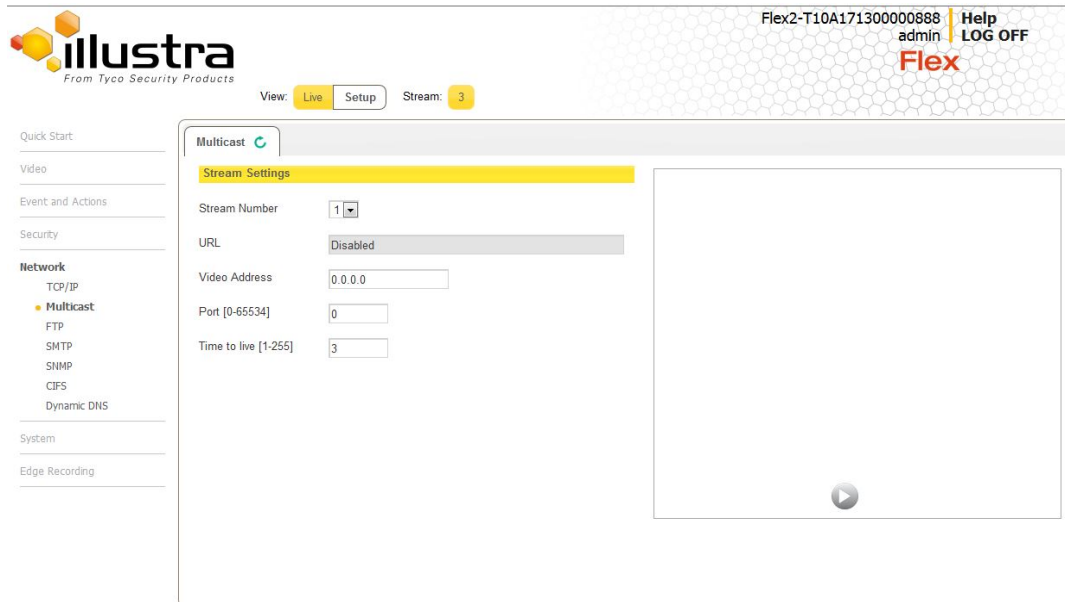 Flex2-T10A171300000888 Help
admin LOG OFF
Flex
illustra
From Tyco Security Products
View: Live Setup Stream: 3
Quick Start
Video
Event and Actions
Security
Network
TCP/IP
Multicast
FTP
SMTP
SNMP
CIFS
Dynamic DNS
System
Edge Recording
Multicast
Stream Settings
Stream Number 1
URL Disabled
Video Address 0.0.0.0
Port [0-65534] 0
Time to live [1-255] 3